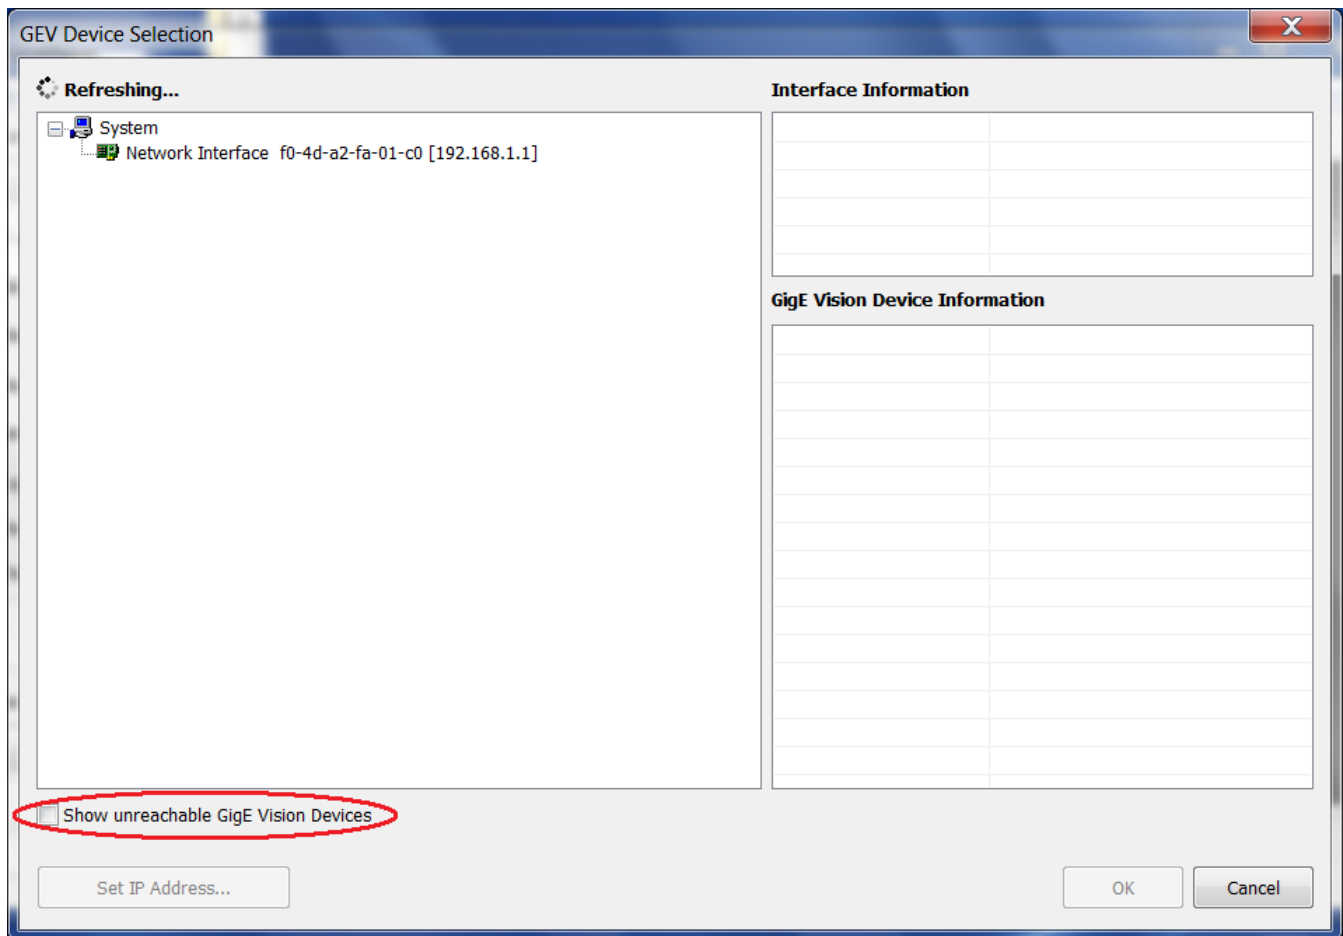 GEV Device Selection
Refreshing...
System
Network Interface f0-4d-a2-fa-01-c0 [192.168.1.1]
Show unreachable GigE Vision Devices
Set IP Address...
Interface Information
GigE Vision Device Information
OK
Cancel